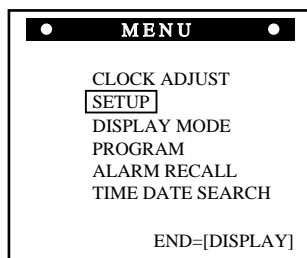 MENU
CLOCK ADJUST
SETUP
DISPLAY MODE
PROGRAM
ALARM RECALL
TIME DATE SEARCH
END=[DISPLAY]